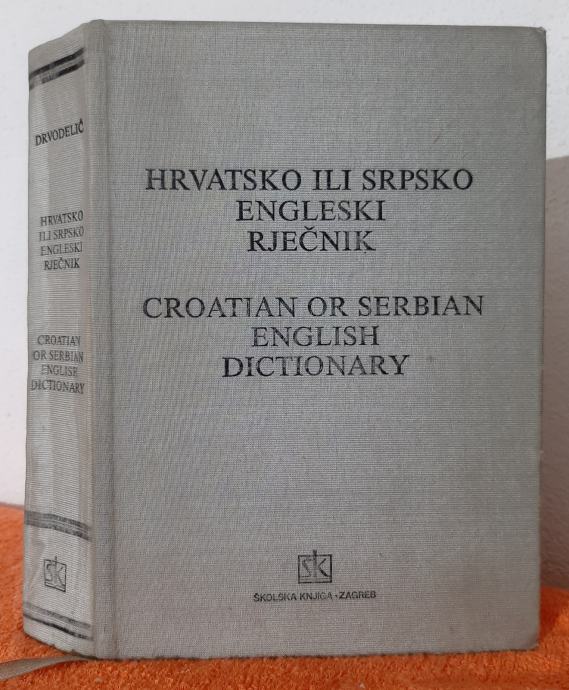 DRVODELIĆ
HRVATSKO
ILI SRPSKO
ENGLESKI
RJEČNIK
CROATIAN
OR SERBIAN
ENGLISH
DICTIONARY
šk
HRVATSKO ILI SRPSKO
ENGLESKI
RJEČNIK
CROATIAN OR SERBIAN
ENGLISH
DICTIONARY
šk
ŠKOLSKA KNJIGA · ZAGREB